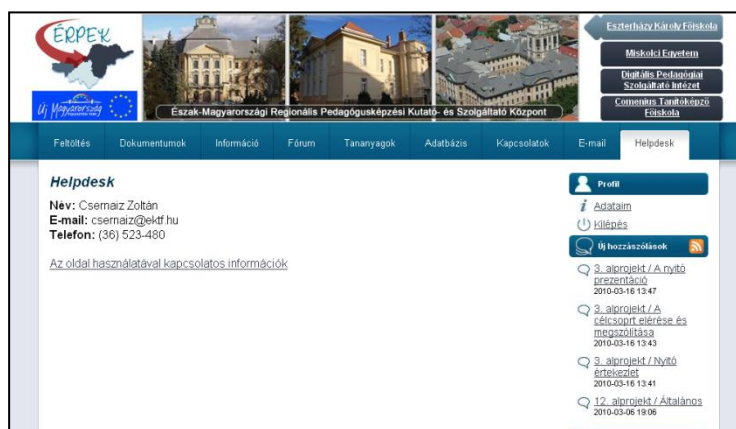 ÉRPEK
Új Magyarország
Észak-Magyarországi Regionális Pedagógusképzési Kutató- és Szolgáltató Központ
Eszterházy Károly Főiskola
Miskolci Egyetem
Digitális Pedagógiai
Szolgáltató Intézet
Comenius Tanítóképző
Főiskola
Feltöltés Dokumentumok Információ Fórum Tananyagok Adatbázis Kapcsolatok E-mail Helpdesk
Helpdesk
Név: Csernaiz Zoltán
E-mail: csernaiz@ektf.hu
Telefon: (36) 523-480
Az oldal használatával kapcsolatos információk
Profil
Adataim
Kilépés
Új hozzászólások
3. alprojekt / A nyitó
prezentáció
2010-03-16 13:47
3. alprojekt / A
célcsoprt elérése és
megszólítása
2010-03-16 13:43
3. alprojekt / Nyitó
értekezlet
2010-03-16 13:41
12. alprojekt / Általános
2010-03-06 19:06